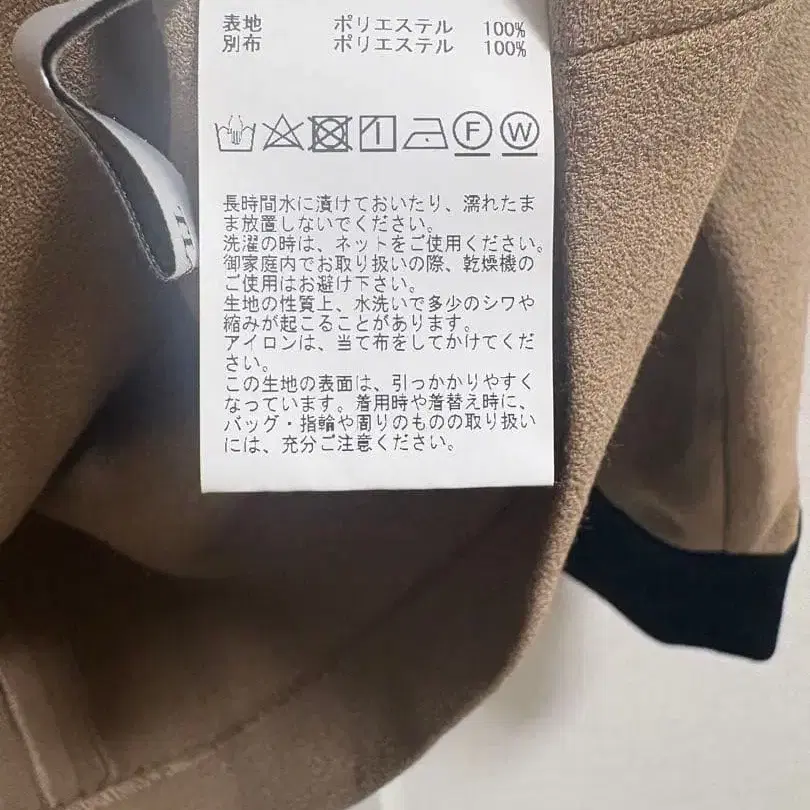 表地 ポリエステル 100%
別布 ポリエステル 100%
F W
長時間水に漬けておいたり、濡れたま
ま放置しないでください。
洗濯の時は、ネットをご使用ください。
御家庭内でお取り扱いの際、乾燥機の
ご使用はお避け下さい。
生地の性質上、水洗いで多少のシワや
縮みが起こることがあります。
アイロンは、当て布をしてかけてくだ
さい。
この生地の表面は、引っかかりやすく
なっています。着用時や着替え時に、
バッグ・指輪や周りのものの取り扱い
には、充分ご注意ください。